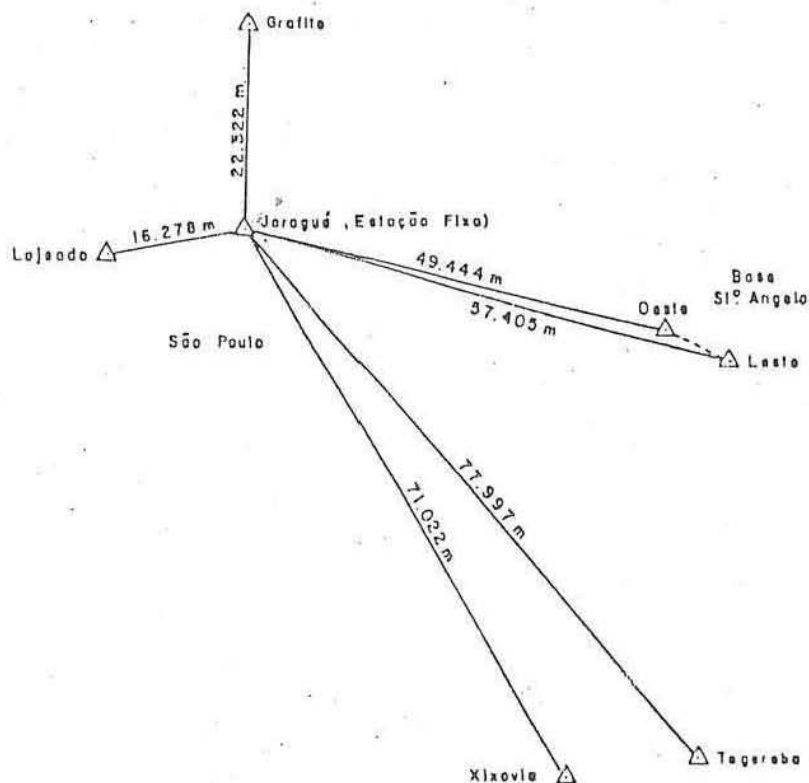 Grafite
22.322 m
Jaraguá (Estação Fixa)
16.278 m
Lajeado
49.444 m
57.405 m
Base
Stº Angelo
Oeste
Leste
São Paulo
77.997 m
71.022 m
Xixovia
Tagereba